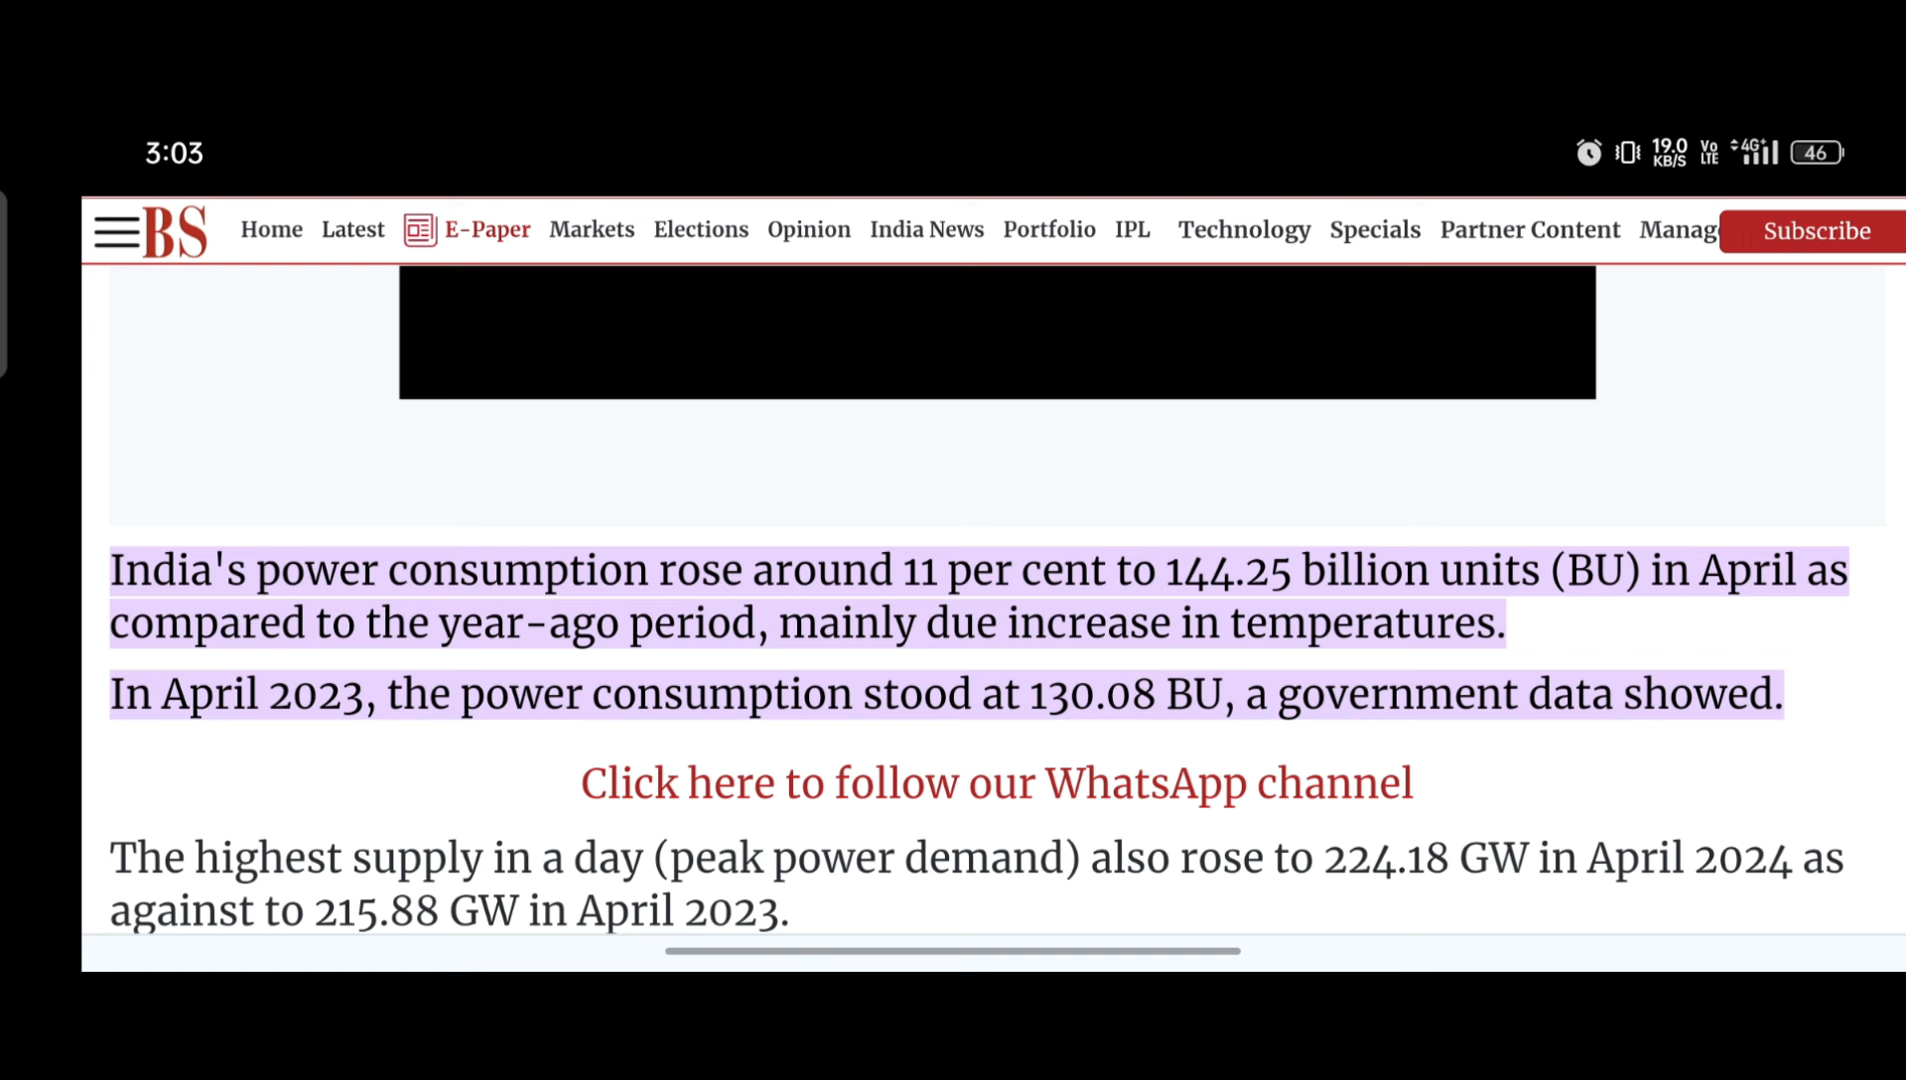 3:03 19.0 KB/S Vo LTE 4G+ 46
BS Home Latest E-Paper Markets Elections Opinion India News Portfolio IPL Technology Specials Partner Content Manag Subscribe
India's power consumption rose around 11 per cent to 144.25 billion units (BU) in April as
compared to the year-ago period, mainly due increase in temperatures.
In April 2023, the power consumption stood at 130.08 BU, a government data showed.
Click here to follow our WhatsApp channel
The highest supply in a day (peak power demand) also rose to 224.18 GW in April 2024 as
against to 215.88 GW in April 2023.